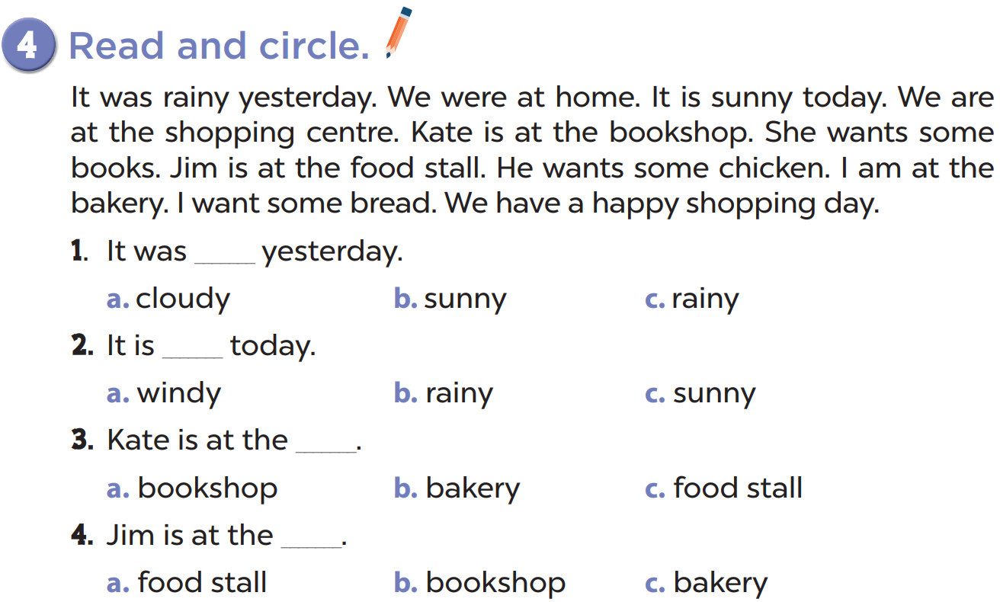 4 Read and circle.
It was rainy yesterday. We were at home. It is sunny today. We are
at the shopping centre. Kate is at the bookshop. She wants some
books. Jim is at the food stall. He wants some chicken. I am at the
bakery. I want some bread. We have a happy shopping day.
1. It was _____ yesterday.
a. cloudy b. sunny c. rainy
2. It is _____ today.
a. windy b. rainy c. sunny
3. Kate is at the _____.
a. bookshop b. bakery c. food stall
4. Jim is at the _____.
a. food stall b. bookshop c. bakery